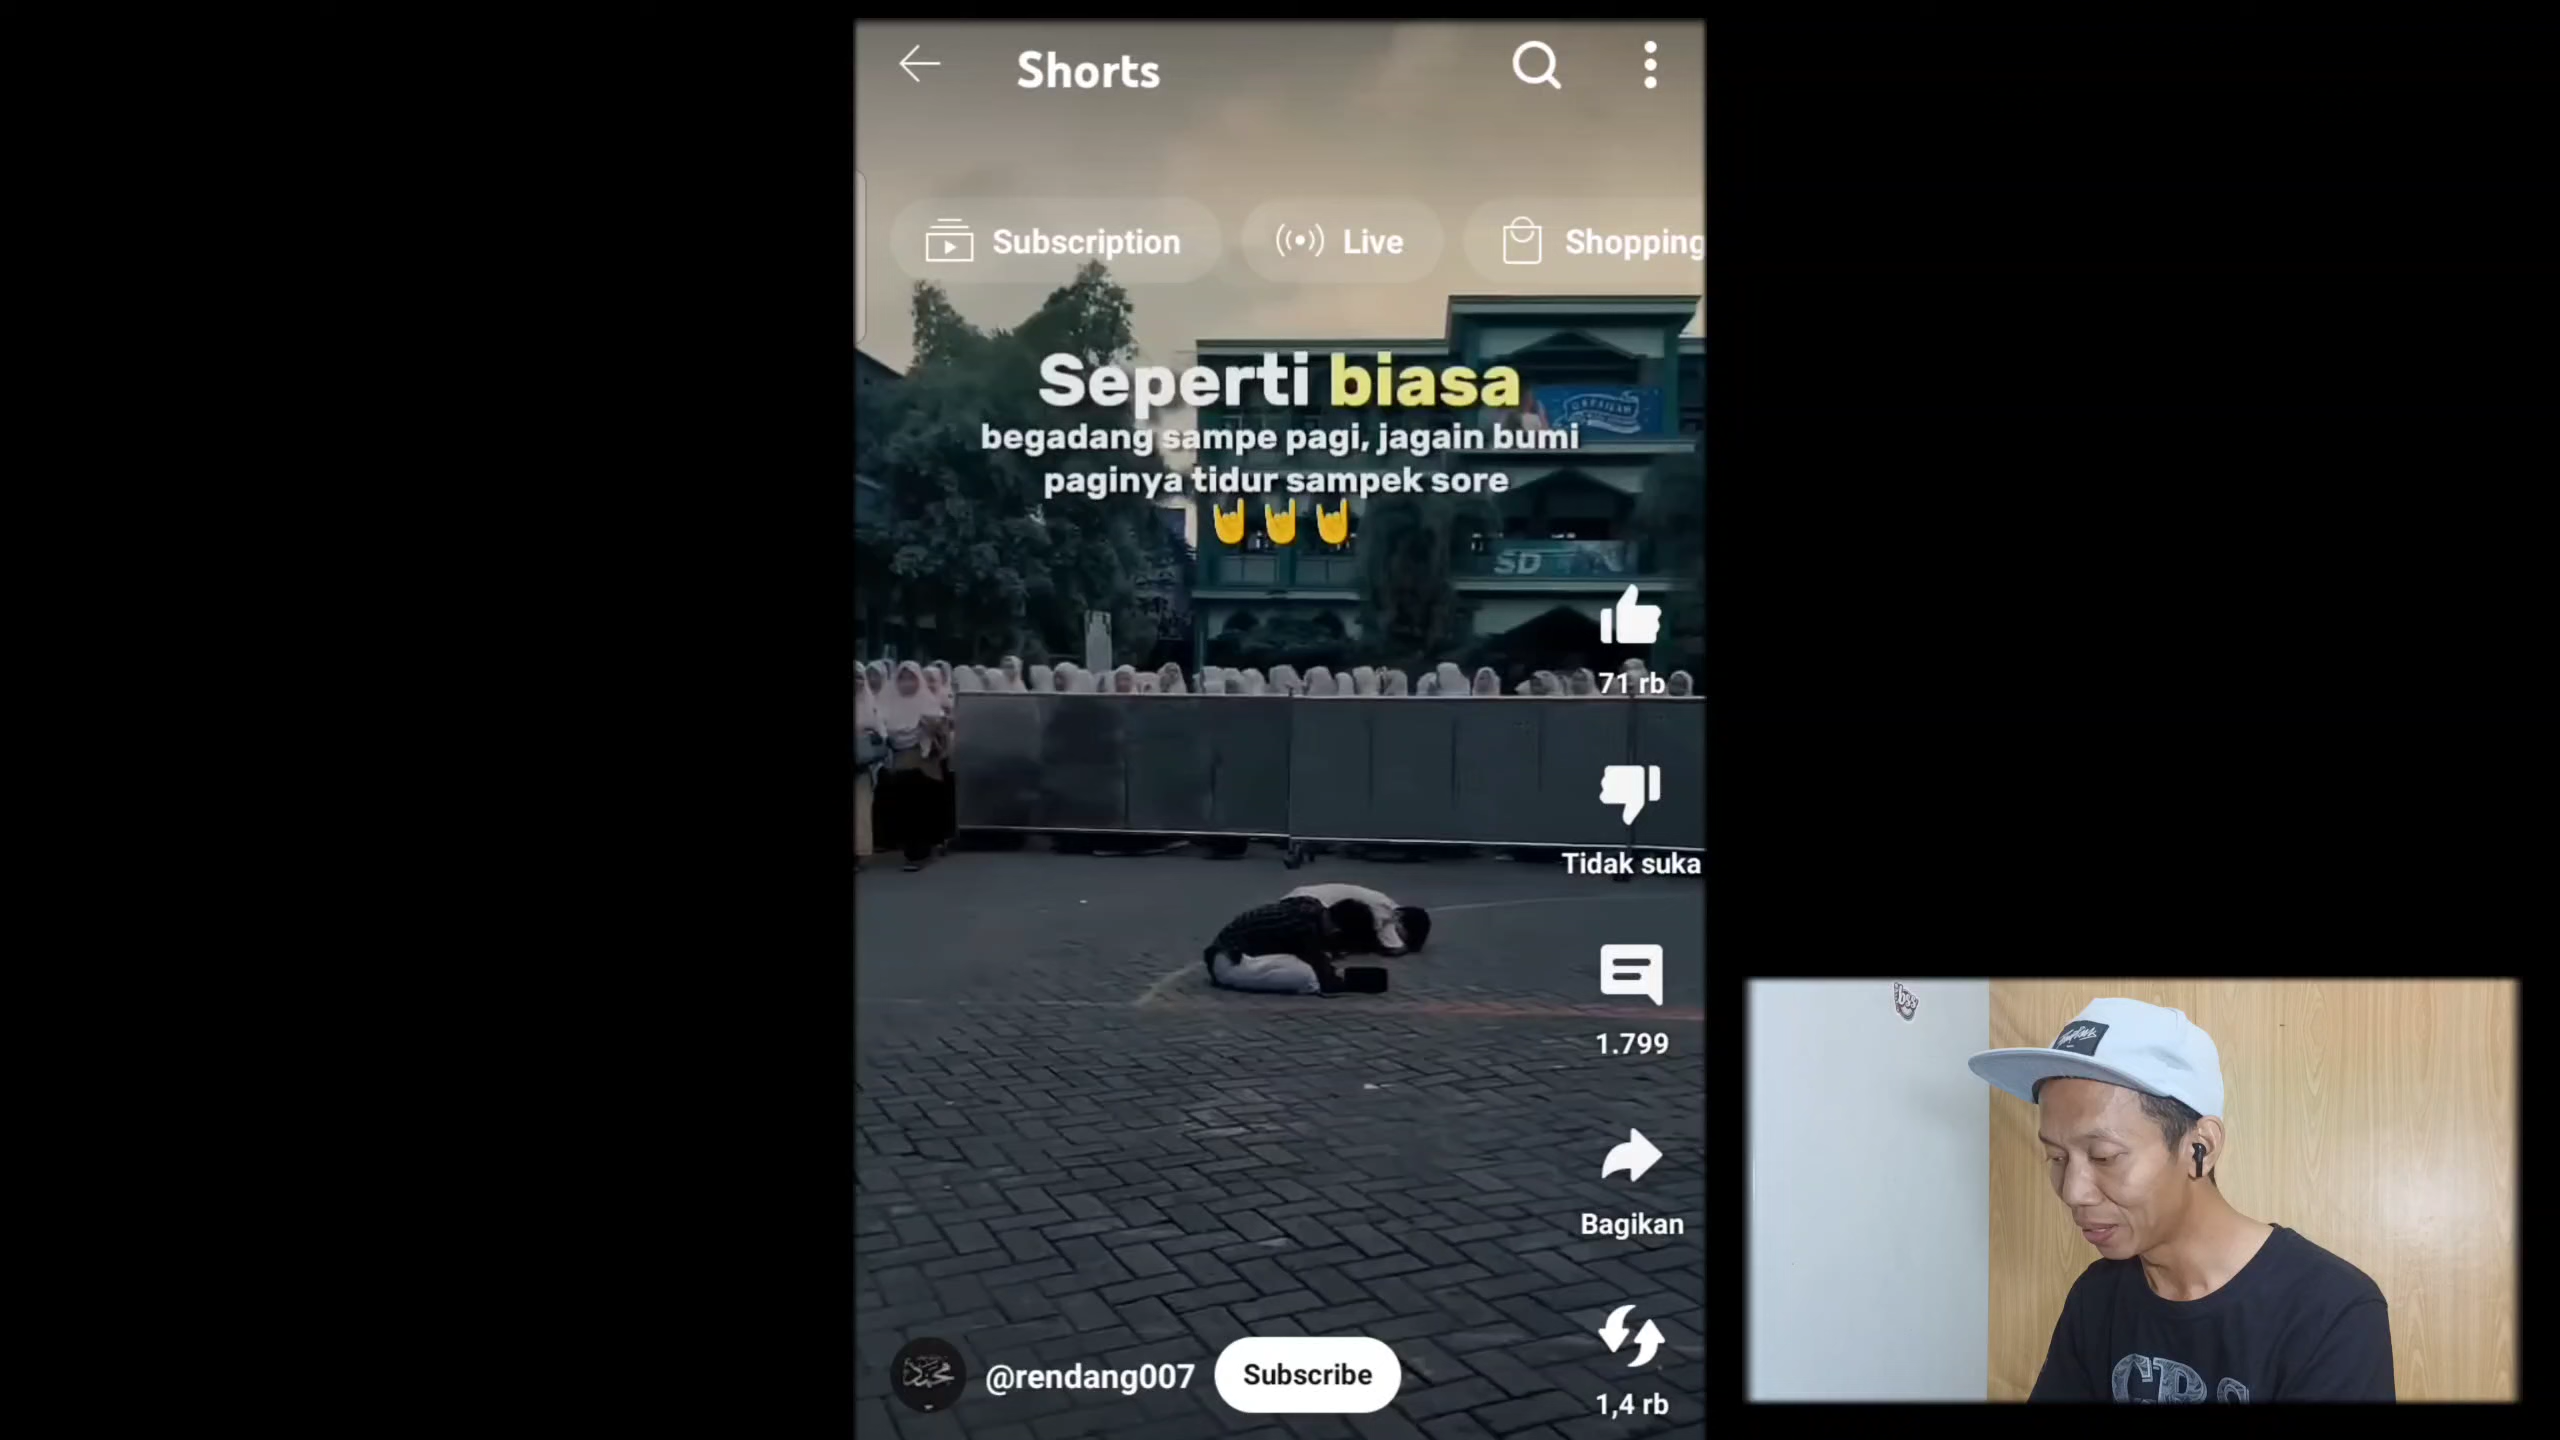 Shorts
Subscription
Live
Shopping
Seperti biasa
begadang sampe pagi, jagain bumi
paginya tidur sampek sore
🤘🤘🤘
SD
71 rb
Tidak suka
1.799
Bagikan
@rendang007
Subscribe
1,4 rb